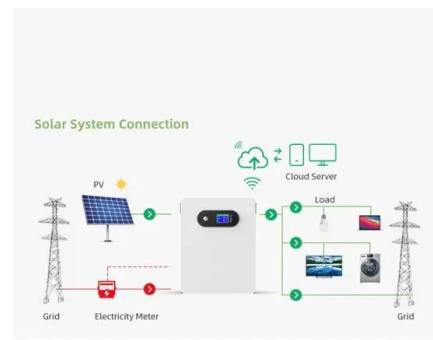 Solar System Connection
Cloud Server
PV
Load
Grid
Electricity Meter
Grid